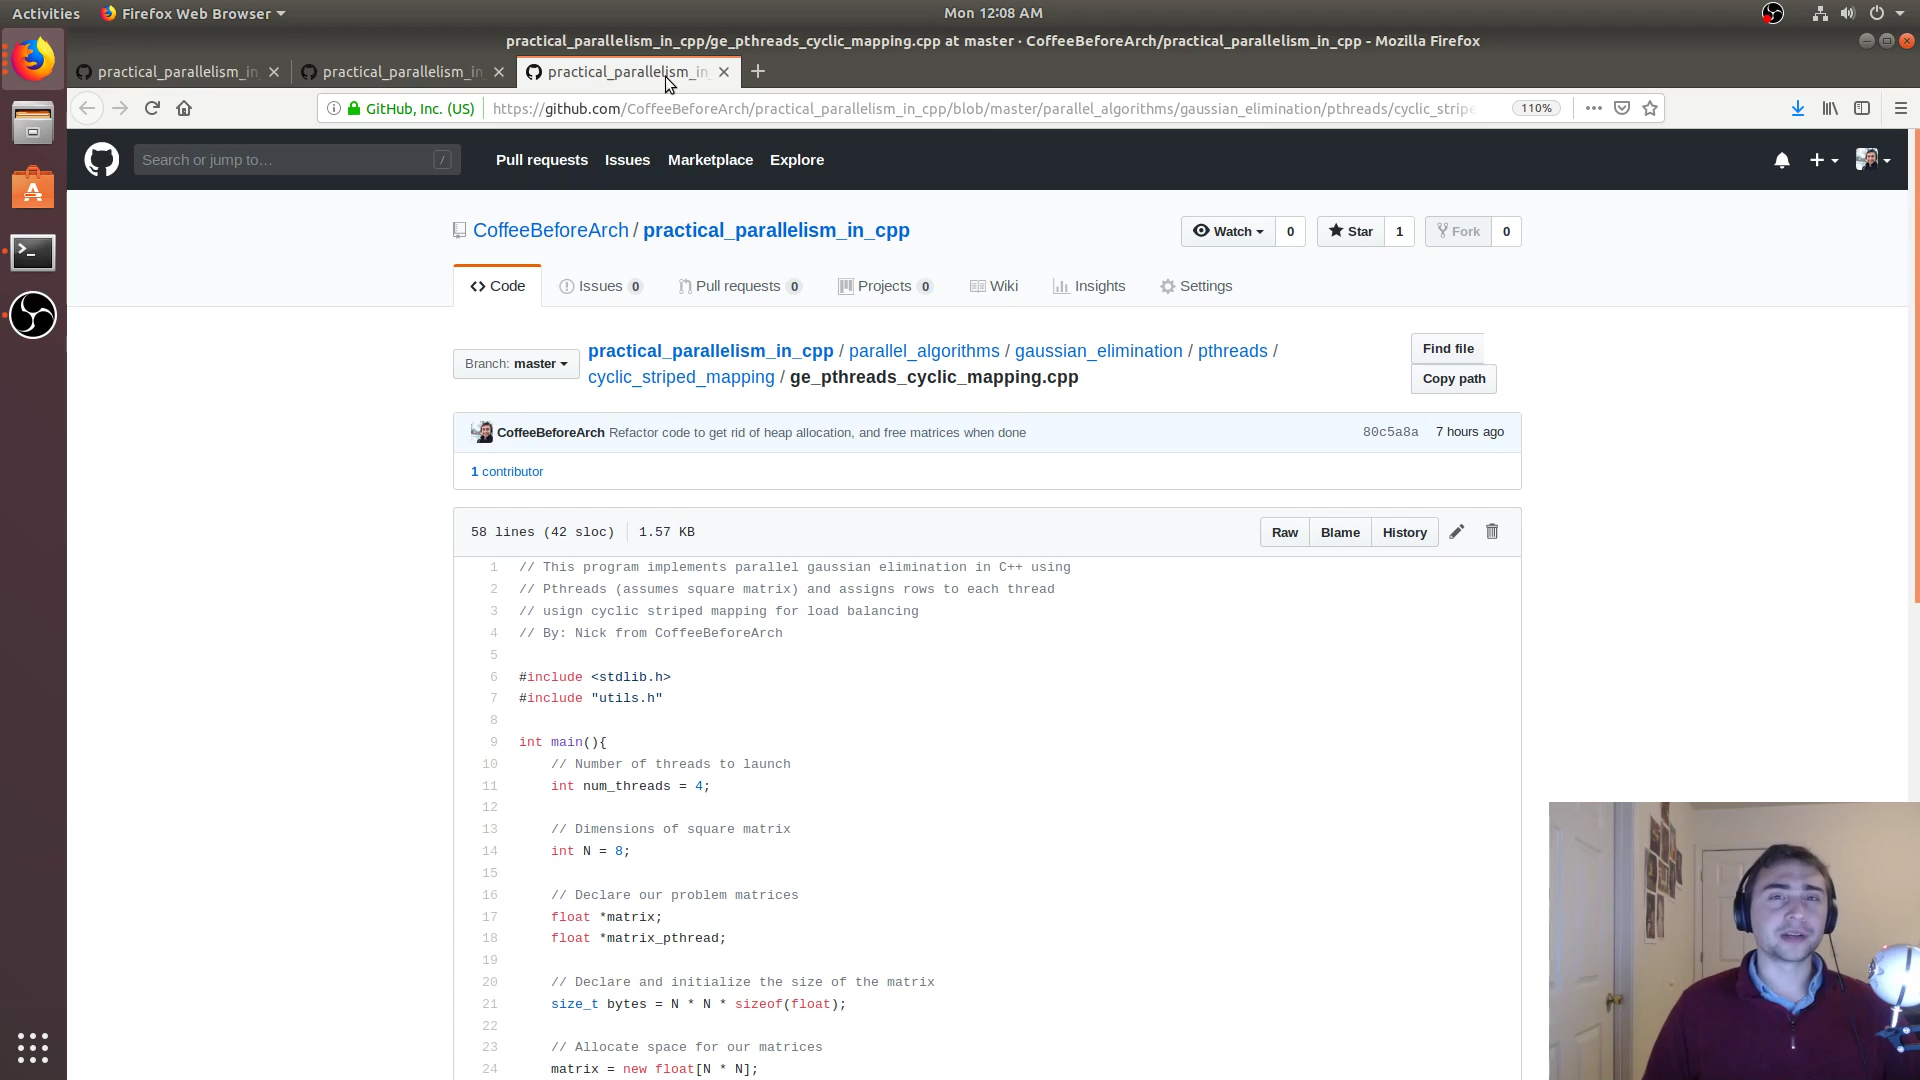 Activities
Firefox Web Browser
Mon 12:08 AM
practical_parallelism_in_cpp/ge_pthreads_cyclic_mapping.cpp at master · CoffeeBeforeArch/practical_parallelism_in_cpp - Mozilla Firefox
practical_parallelism_in
practical_parallelism_in
practical_parallelism_in
GitHub, Inc. (US)
https://github.com/CoffeeBeforeArch/practical_parallelism_in_cpp/blob/master/parallel_algorithms/gaussian_elimination/pthreads/cyclic_stripe
110%
Search or jump to…
/
Pull requests
Issues
Marketplace
Explore
CoffeeBeforeArch / practical_parallelism_in_cpp
Watch 0
Star 1
Fork 0
Code
Issues 0
Pull requests 0
Projects 0
Wiki
Insights
Settings
Branch: master
practical_parallelism_in_cpp / parallel_algorithms / gaussian_elimination / pthreads /
cyclic_striped_mapping / ge_pthreads_cyclic_mapping.cpp
Find file
Copy path
CoffeeBeforeArch Refactor code to get rid of heap allocation, and free matrices when done
80c5a8a 7 hours ago
1 contributor
58 lines (42 sloc) 1.57 KB
Raw
Blame
History
1 // This program implements parallel gaussian elimination in C++ using
2 // Pthreads (assumes square matrix) and assigns rows to each thread
3 // usign cyclic striped mapping for load balancing
4 // By: Nick from CoffeeBeforeArch
5
6 #include <stdlib.h>
7 #include "utils.h"
8
9 int main(){
10 // Number of threads to launch
11 int num_threads = 4;
12
13 // Dimensions of square matrix
14 int N = 8;
15
16 // Declare our problem matrices
17 float *matrix;
18 float *matrix_pthread;
19
20 // Declare and initialize the size of the matrix
21 size_t bytes = N * N * sizeof(float);
22
23 // Allocate space for our matrices
24 matrix = new float[N * N];